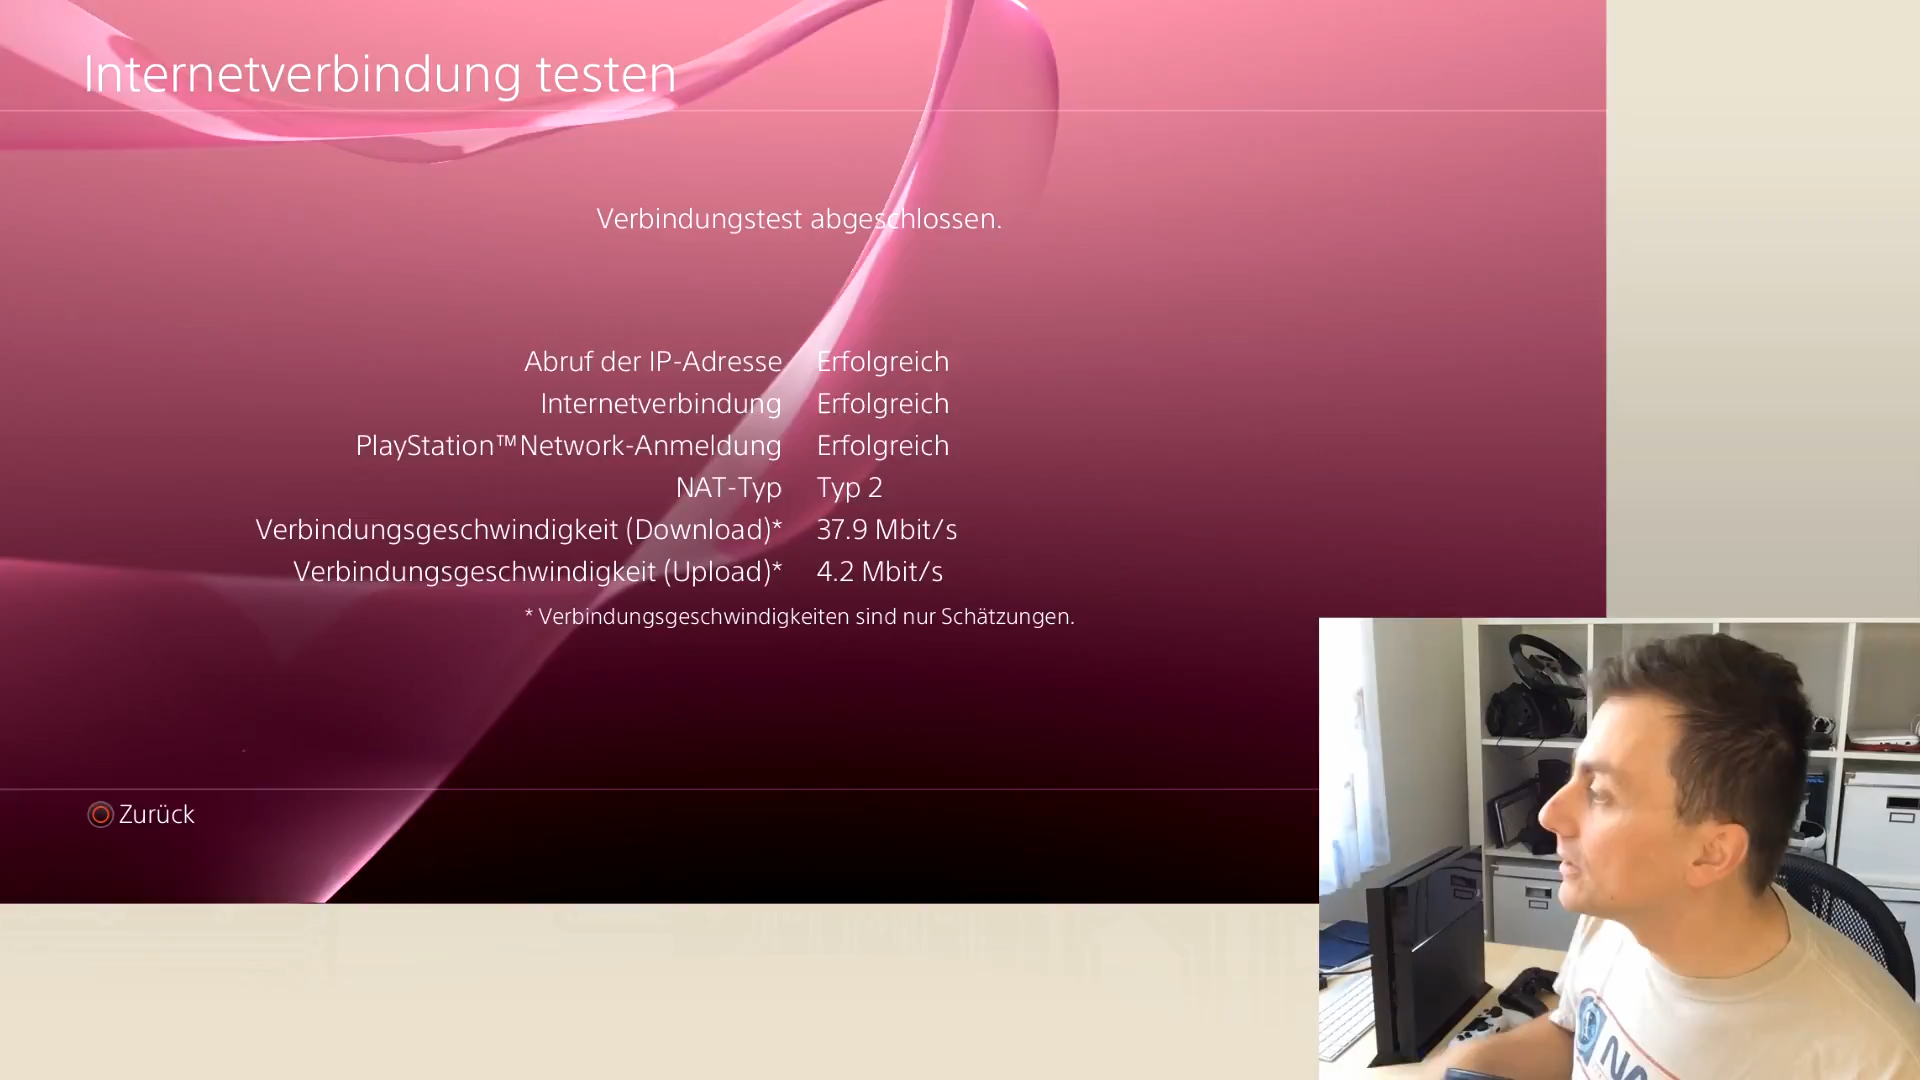 Internetverbindung testen
Verbindungstest abgeschlossen.
Abruf der IP-Adresse Erfolgreich
Internetverbindung Erfolgreich
PlayStation™Network-Anmeldung Erfolgreich
NAT-Typ Typ 2
Verbindungsgeschwindigkeit (Download)* 37.9 Mbit/s
Verbindungsgeschwindigkeit (Upload)* 4.2 Mbit/s
* Verbindungsgeschwindigkeiten sind nur Schätzungen.
Zurück